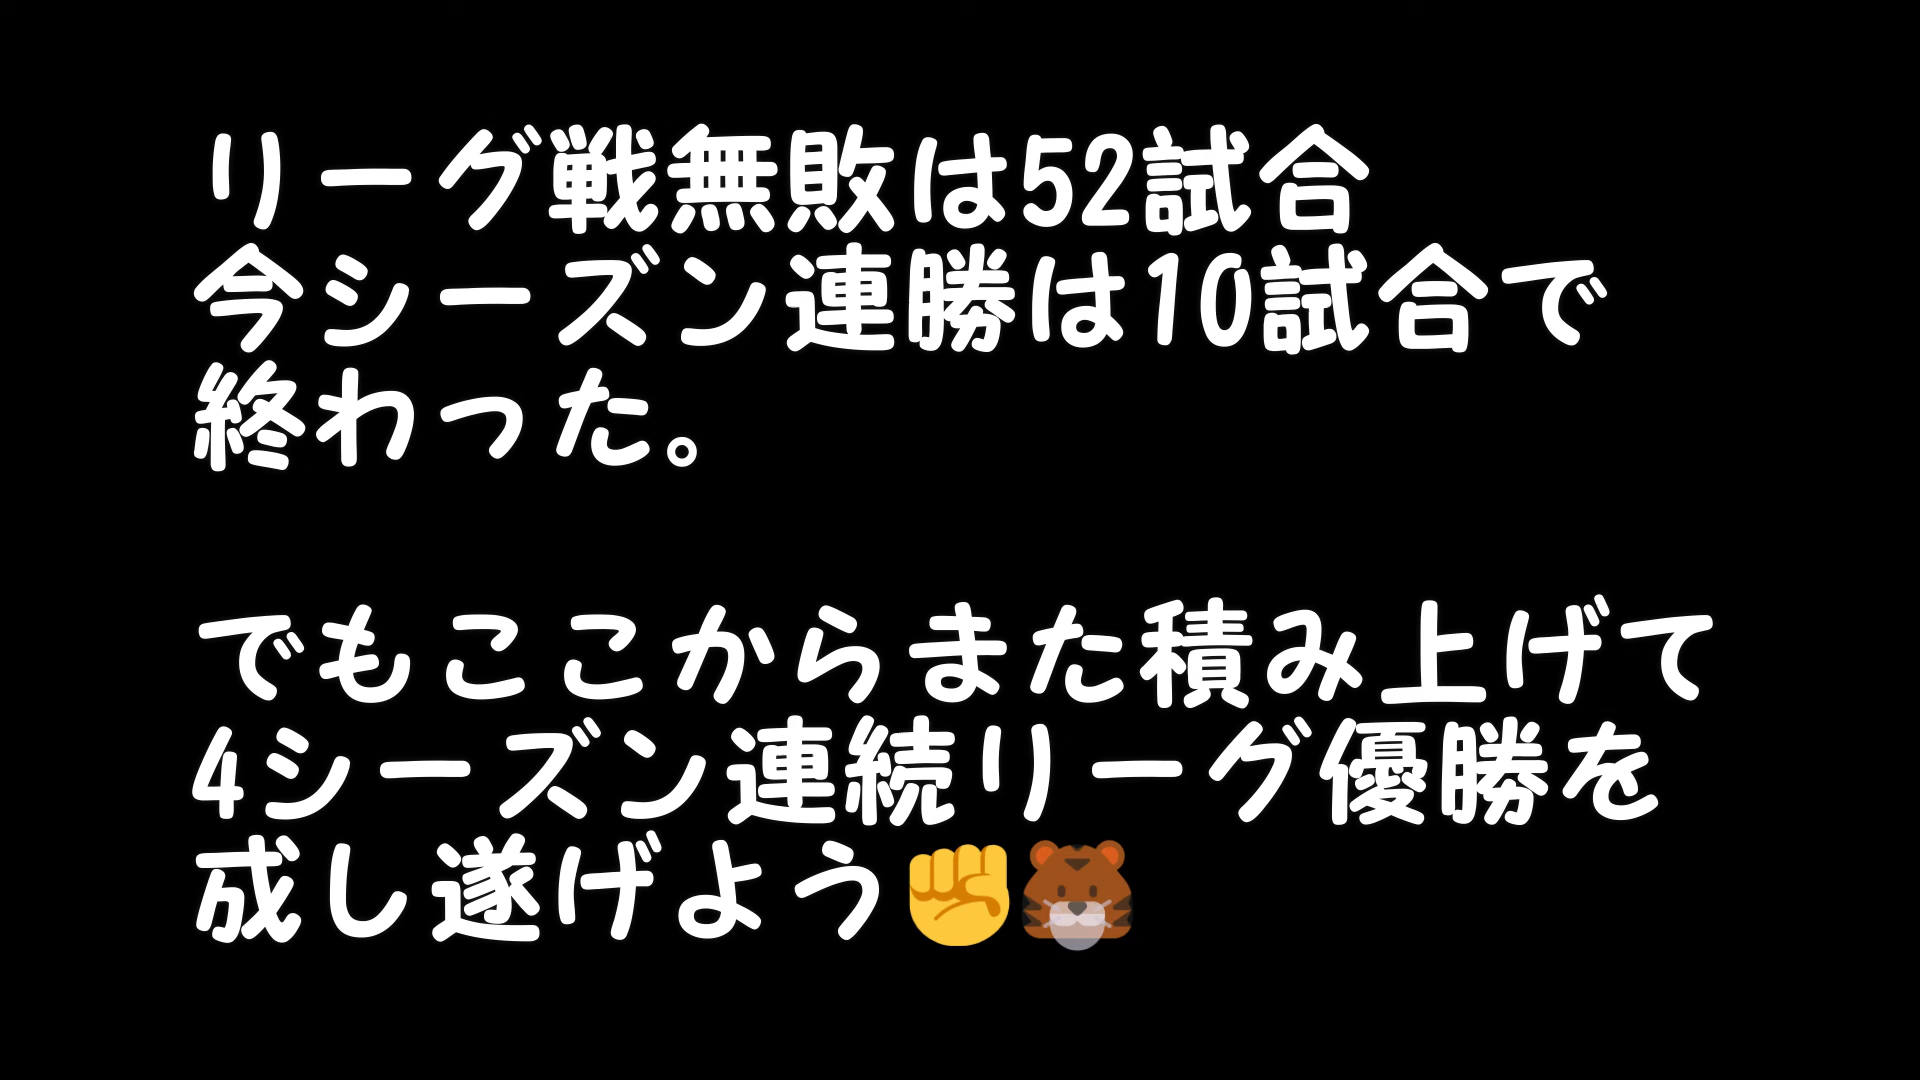 リーグ戦無敗は52試合
今シーズン連勝は10試合で
終わった。
でもここからまた積み上げて
4シーズン連続リーグ優勝を
成し遂げよう✊🐯